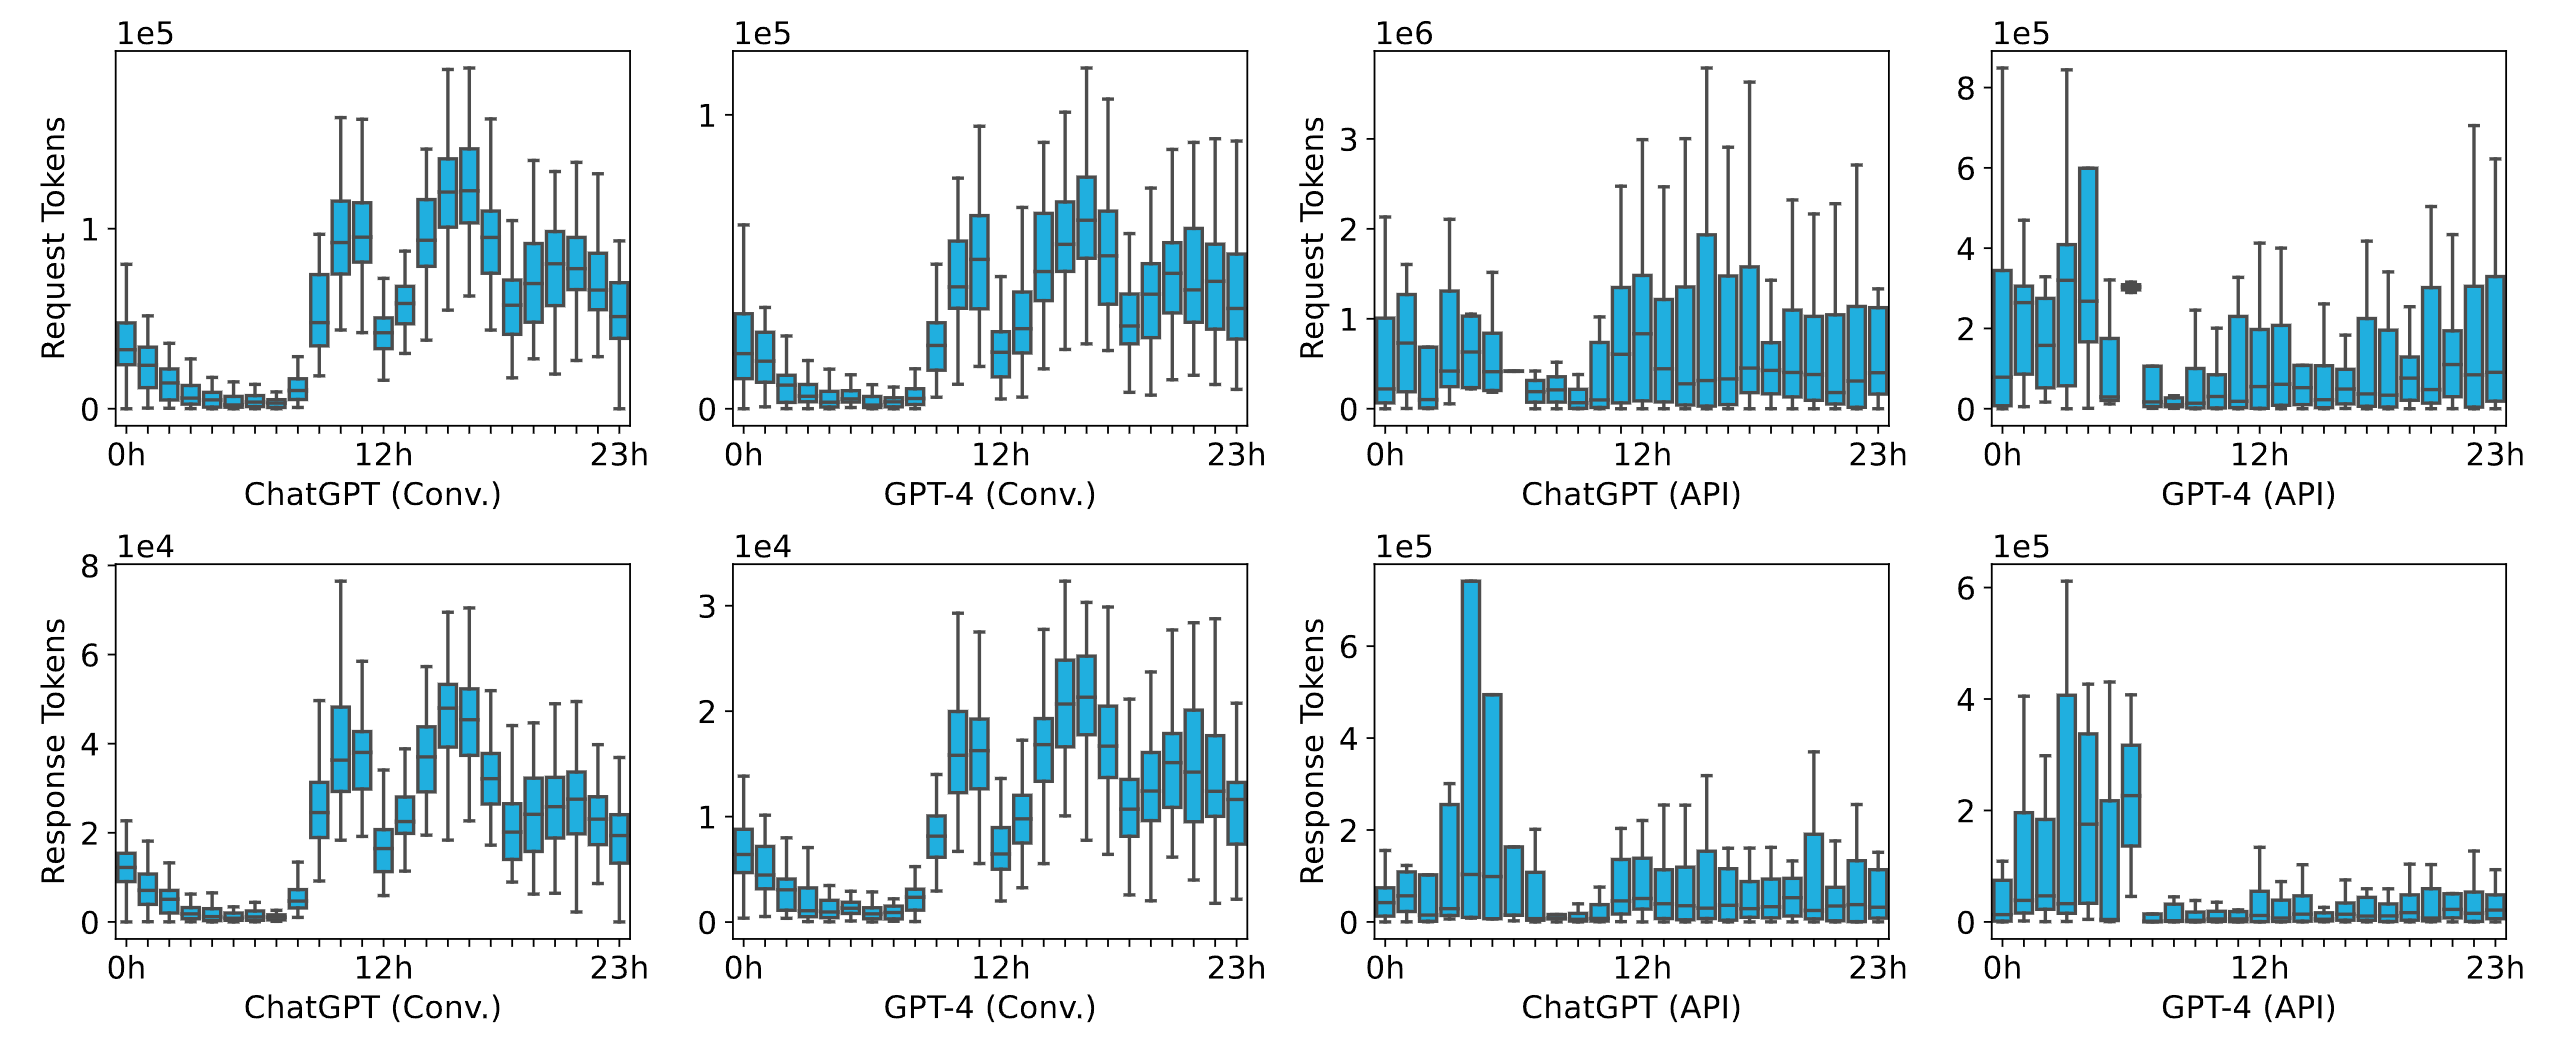 1e5
Request Tokens
1
0
0h 12h 23h
ChatGPT (Conv.)
1e5
1
0
0h 12h 23h
GPT-4 (Conv.)
1e6
Request Tokens
3
2
1
0
0h 12h 23h
ChatGPT (API)
1e5
8
6
4
2
0
0h 12h 23h
GPT-4 (API)
1e4
Response Tokens
8
6
4
2
0
0h 12h 23h
ChatGPT (Conv.)
1e4
3
2
1
0
0h 12h 23h
GPT-4 (Conv.)
1e5
Response Tokens
6
4
2
0
0h 12h 23h
ChatGPT (API)
1e5
6
4
2
0
0h 12h 23h
GPT-4 (API)